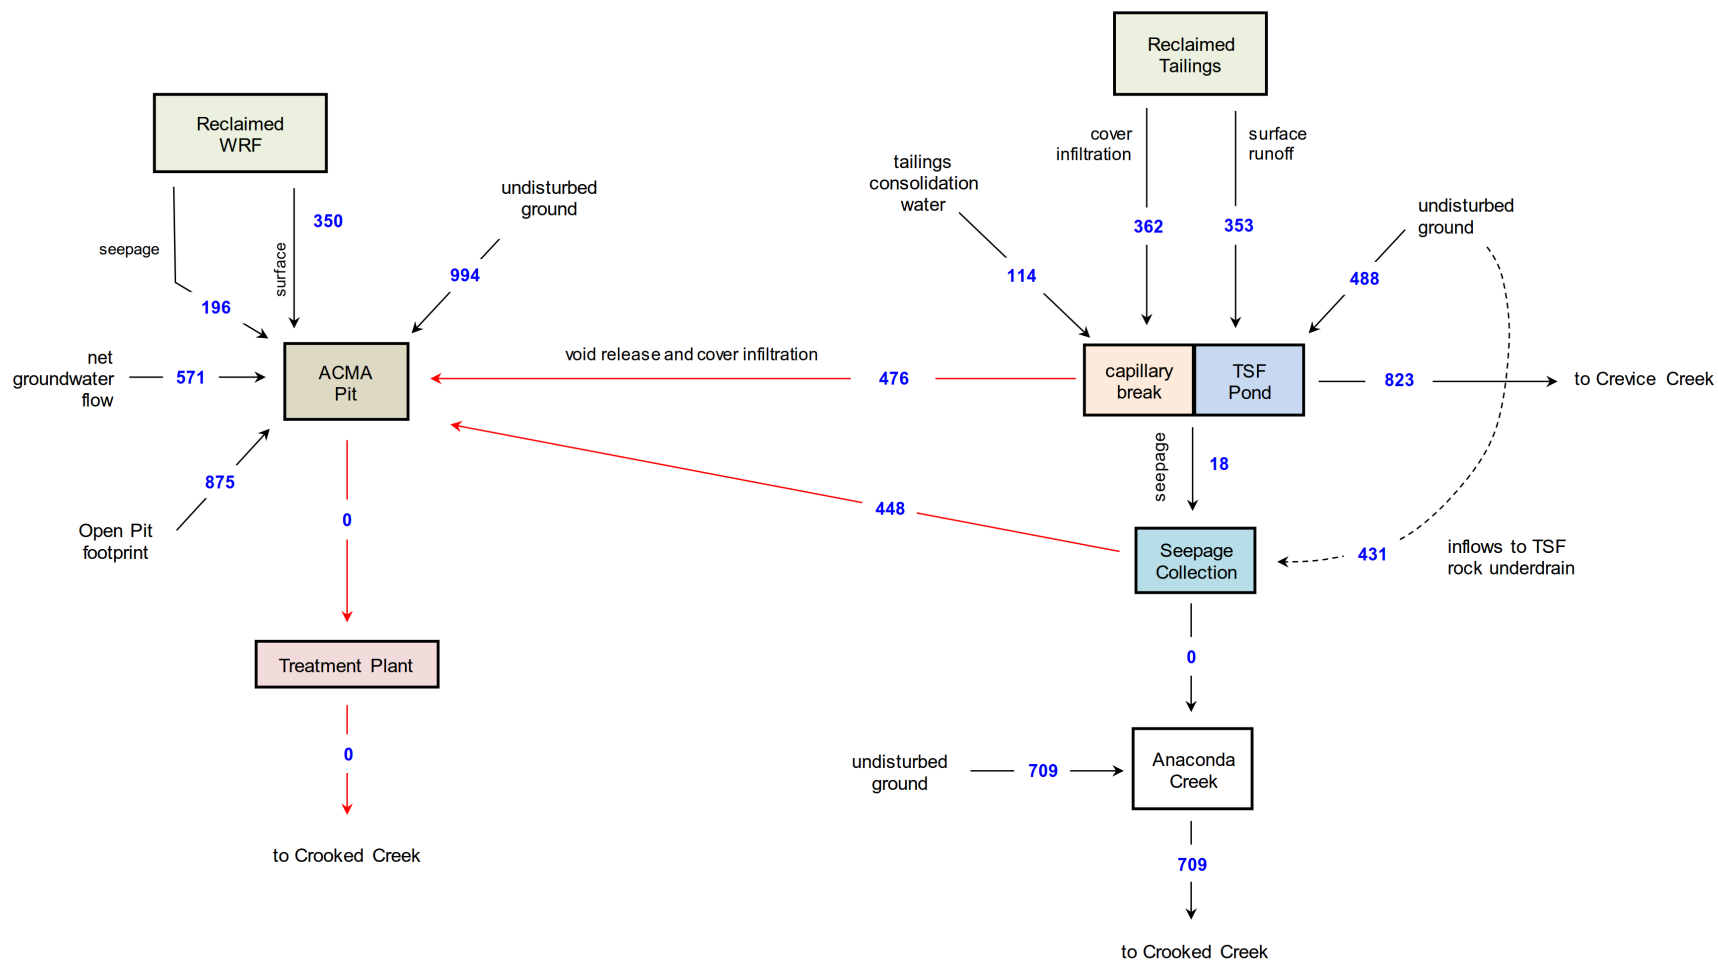 Reclaimed
Tailings
Reclaimed
WRF
cover
infiltration
surface
runoff
tailings
consolidation
water
undisturbed
ground
undisturbed
ground
350
362
353
seepage
surface
994
114
488
196
net
groundwater
flow
571
ACMA
Pit
void release and cover infiltration
476
capillary
break
TSF
Pond
823
to Crevice Creek
875
seepage
18
448
Open Pit
footprint
0
Seepage
Collection
431
inflows to TSF
rock underdrain
Treatment Plant
0
0
undisturbed
ground
709
Anaconda
Creek
to Crooked Creek
709
to Crooked Creek